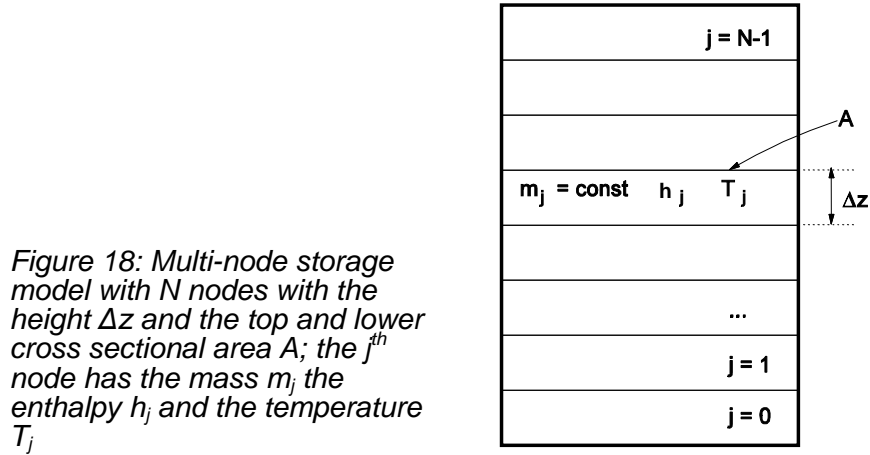 j = N-1
A
mj = const hj Tj
Δz
Figure 18: Multi-node storage
model with N nodes with the
height Δz and the top and lower
cross sectional area A; the jth
node has the mass mj the
enthalpy hj and the temperature
Tj
...
j = 1
j = 0